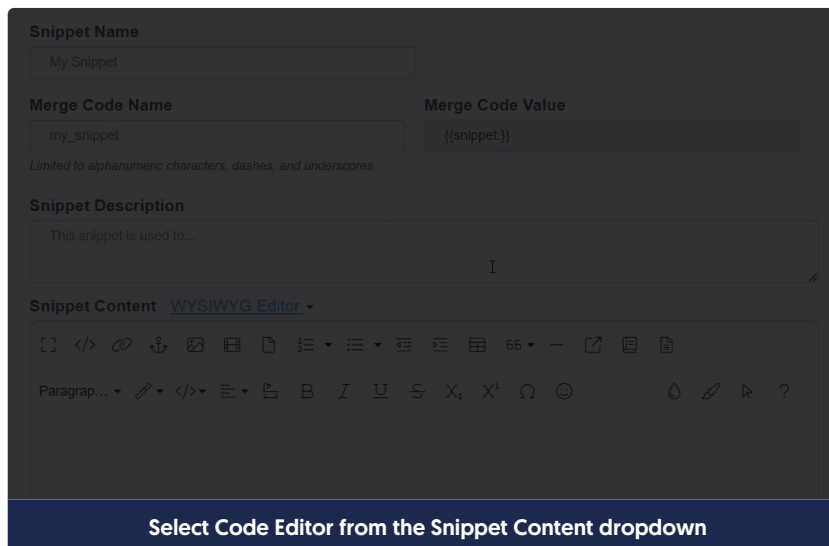 Snippet Name
My Snippet
Merge Code Name Merge Code Value
my_snippet {{snippet.}}
Limited to alphanumeric characters, dashes, and underscores
Snippet Description
This snippet is used to...
Snippet Content WYSIWYG Editor
66
Paragrap... </> B I U S X₁ X¹ Ω ?
Select Code Editor from the Snippet Content dropdown